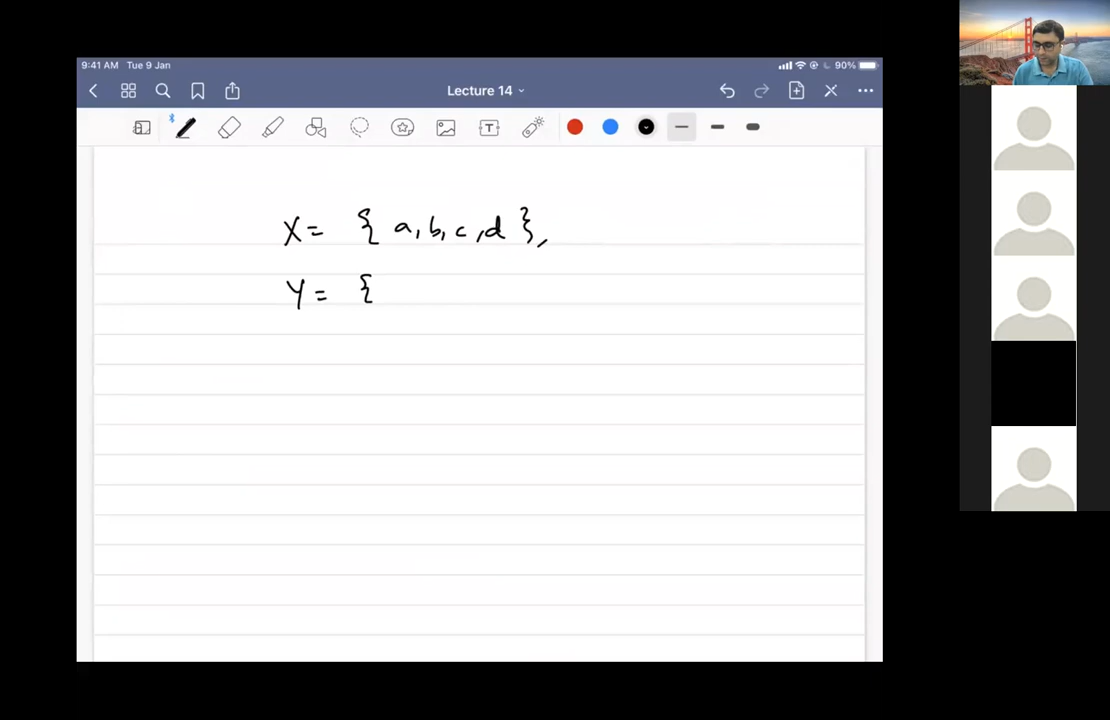 9:41 AM Tue 9 Jan 90%
Lecture 14
T
X = { a, b, c, d },
Y = {